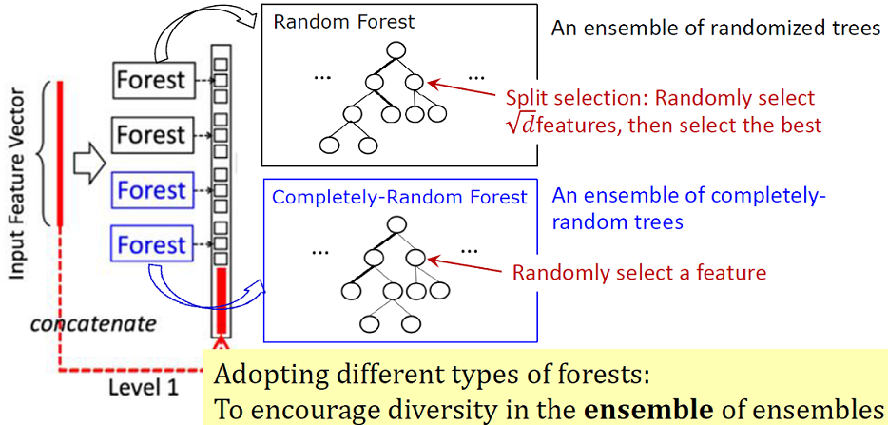 Random Forest
An ensemble of randomized trees
Input Feature Vector
Forest
...
...
Split selection: Randomly select
√d features, then select the best
Forest
Forest
Completely-Random Forest
An ensemble of completely-
random trees
Forest
...
...
Randomly select a feature
concatenate
Level 1
Adopting different types of forests:
To encourage diversity in the ensemble of ensembles